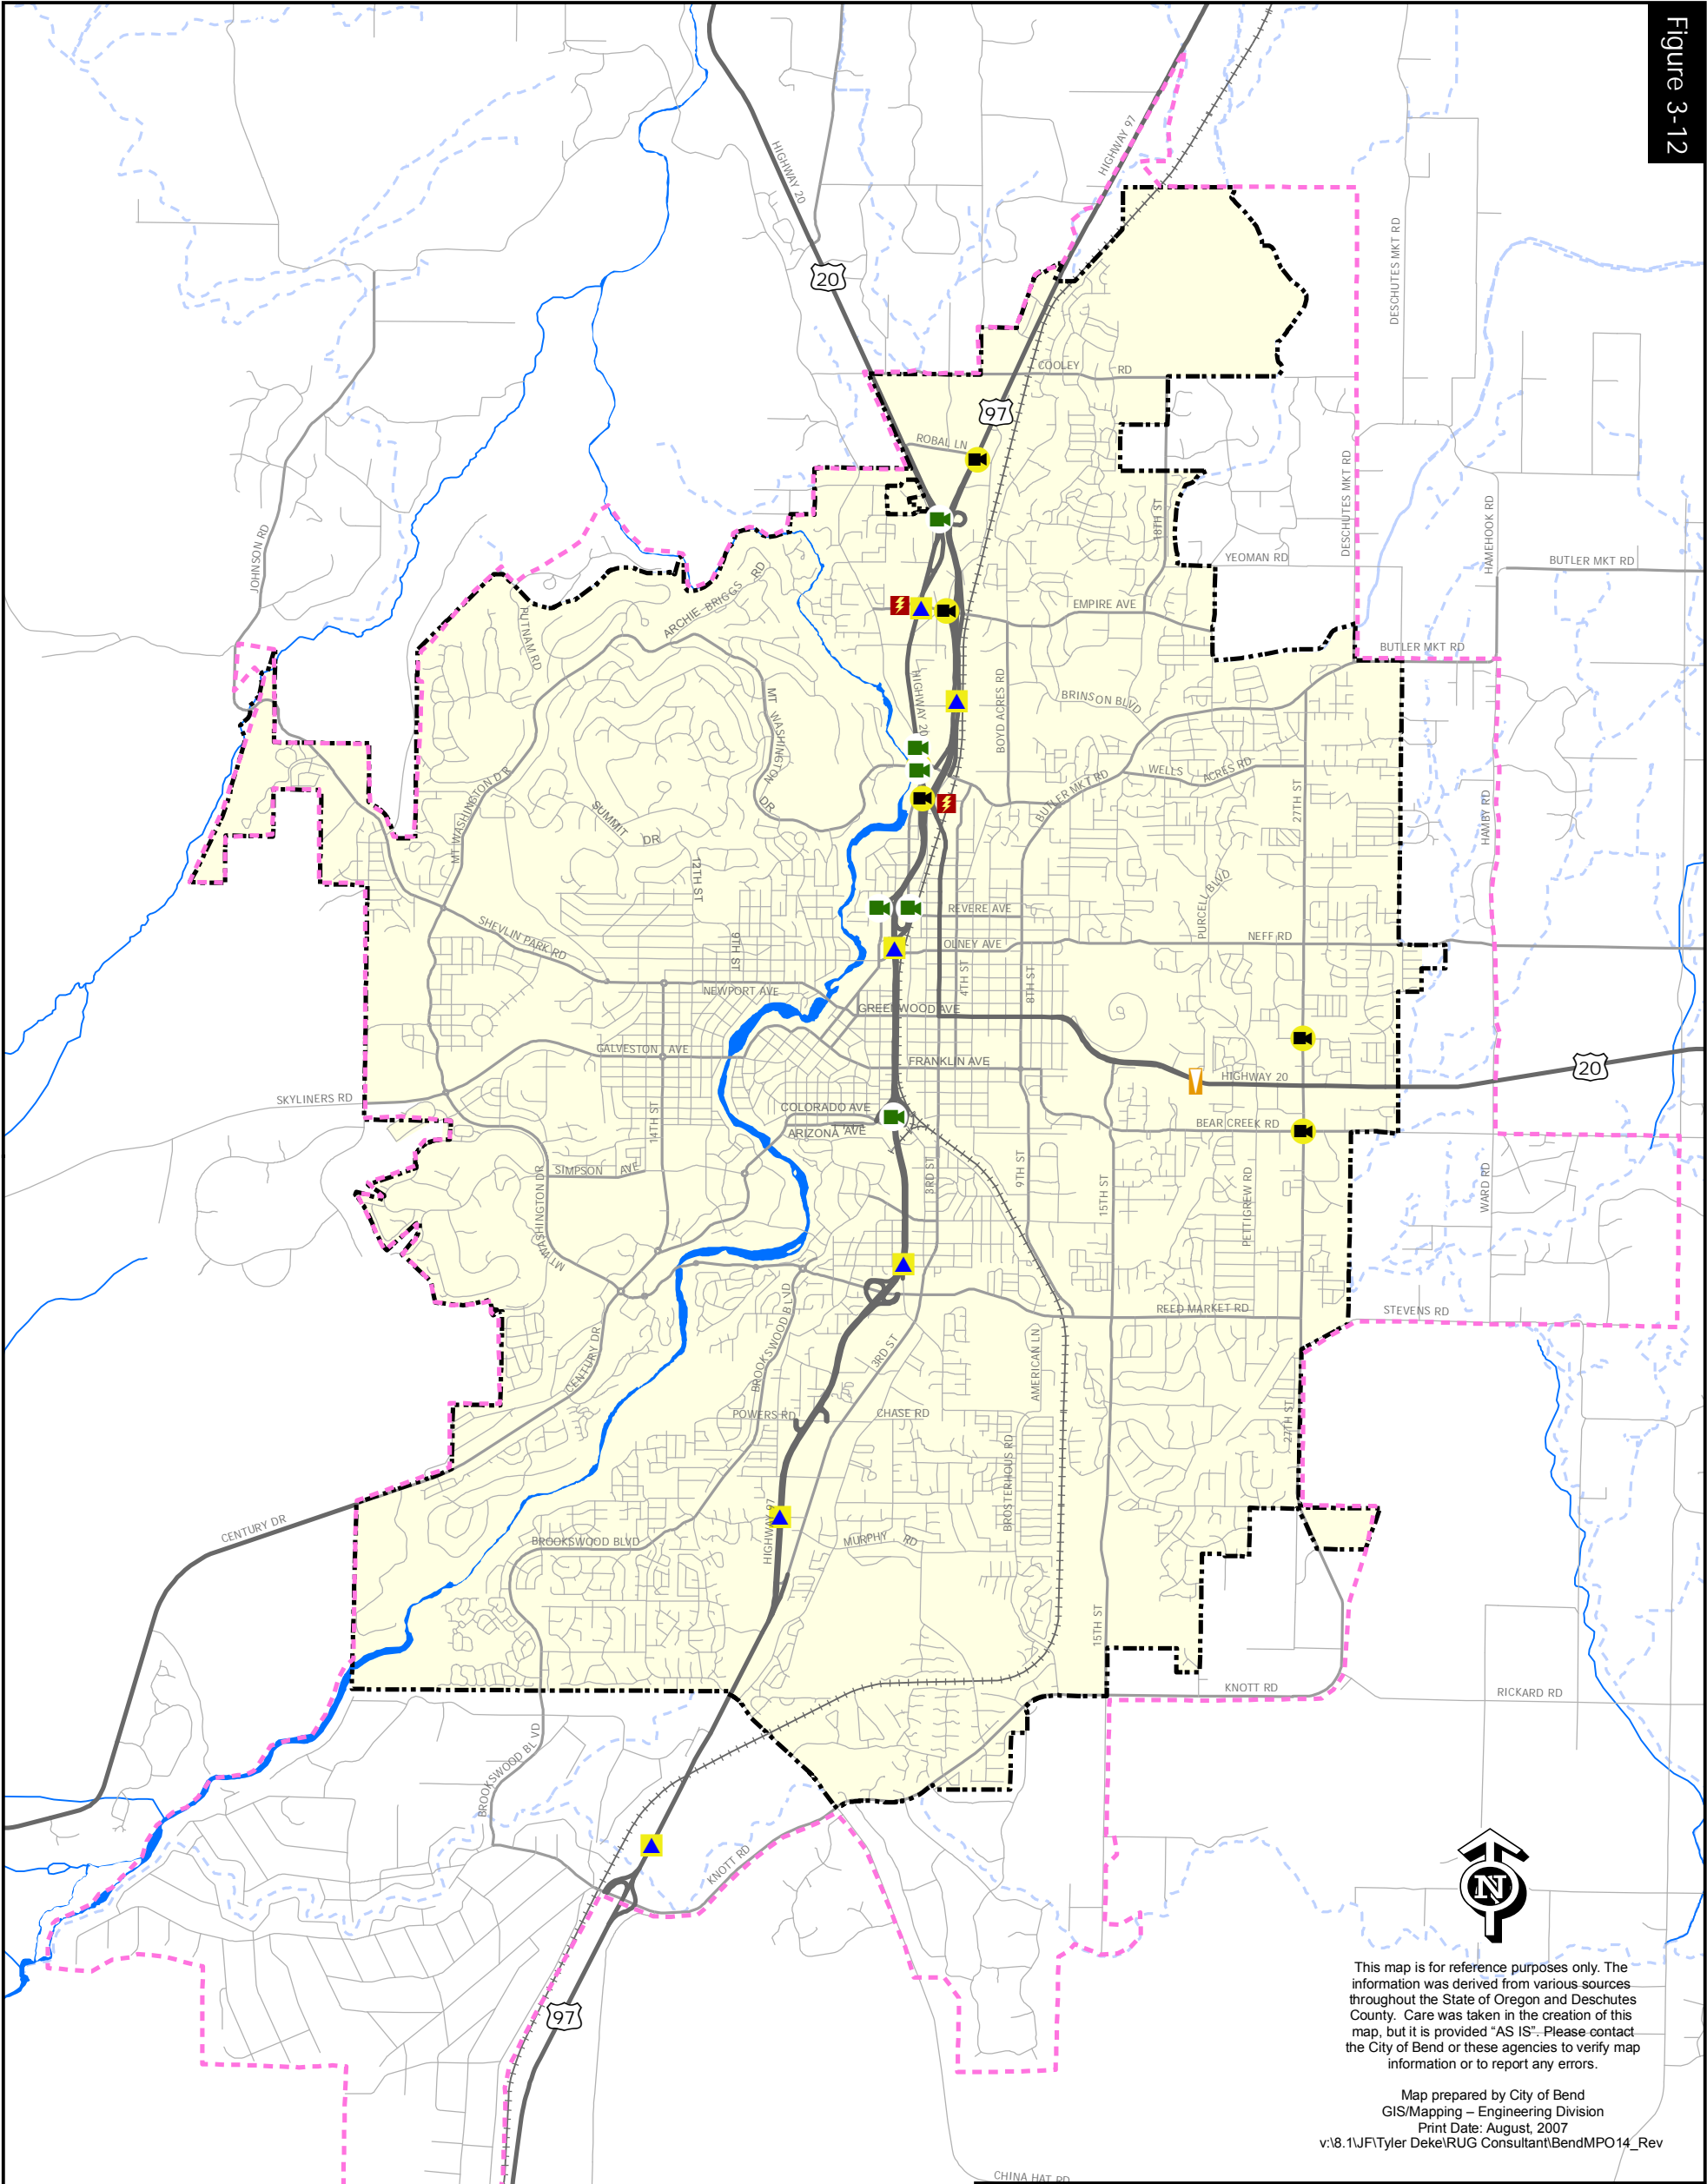 Figure 3-12
HIGHWAY 20
HIGHWAY 97
20
DESCHUTES MKT RD
COOLEY RD
97
ROBAL LN
18TH ST
DESCHUTES MKT RD
HAMEHOOK RD
JOHNSON RD
YEOMAN RD
BUTLER MKT RD
ARCHIE BRIGGS RD
PUTNAM RD
EMPIRE AVE
BUTLER MKT RD
HIGHWAY 20
BOYD ACRES RD
BRINSON BLVD
MT WASHINGTON DR
MT WASHINGTON DR
WELLS ACRES RD
BUTLER MKT RD
27TH ST
HAMBY RD
SUMMIT DR
12TH ST
PURCELL BLVD
REVERE AVE
SHEVLIN PARK RD
9TH ST
OLNEY AVE
NEFF RD
4TH ST
8TH ST
NEWPORT AVE
GREENWOOD AVE
GALVESTON AVE
FRANKLIN AVE
HIGHWAY 20
20
SKYLINERS RD
COLORADO AVE
ARIZONA AVE
14TH ST
BEAR CREEK RD
SIMPSON AVE
MT WASHINGTON DR
3RD ST
9TH ST
15TH ST
PETTIGREW RD
WARD RD
REED MARKET RD
STEVENS RD
BROOKSWOOD BLVD
CENTURY DR
3RD ST
AMERICAN LN
POWERS RD
CHASE RD
27TH ST
BROSTERHOUS RD
CENTURY DR
BROOKSWOOD BLVD
HIGHWAY 97
MURPHY RD
15TH ST
KNOTT RD
RICKARD RD
BROOKSWOOD BLVD
KNOTT RD
97
N
This map is for reference purposes only. The
information was derived from various sources
throughout the State of Oregon and Deschutes
County. Care was taken in the creation of this
map, but it is provided “AS IS”. Please contact
the City of Bend or these agencies to verify map
information or to report any errors.
Map prepared by City of Bend
GIS/Mapping – Engineering Division
Print Date: August, 2007
v:\8.1\JF\Tyler Deke\RUG Consultant\BendMPO14_Rev
CHINA HAT RD